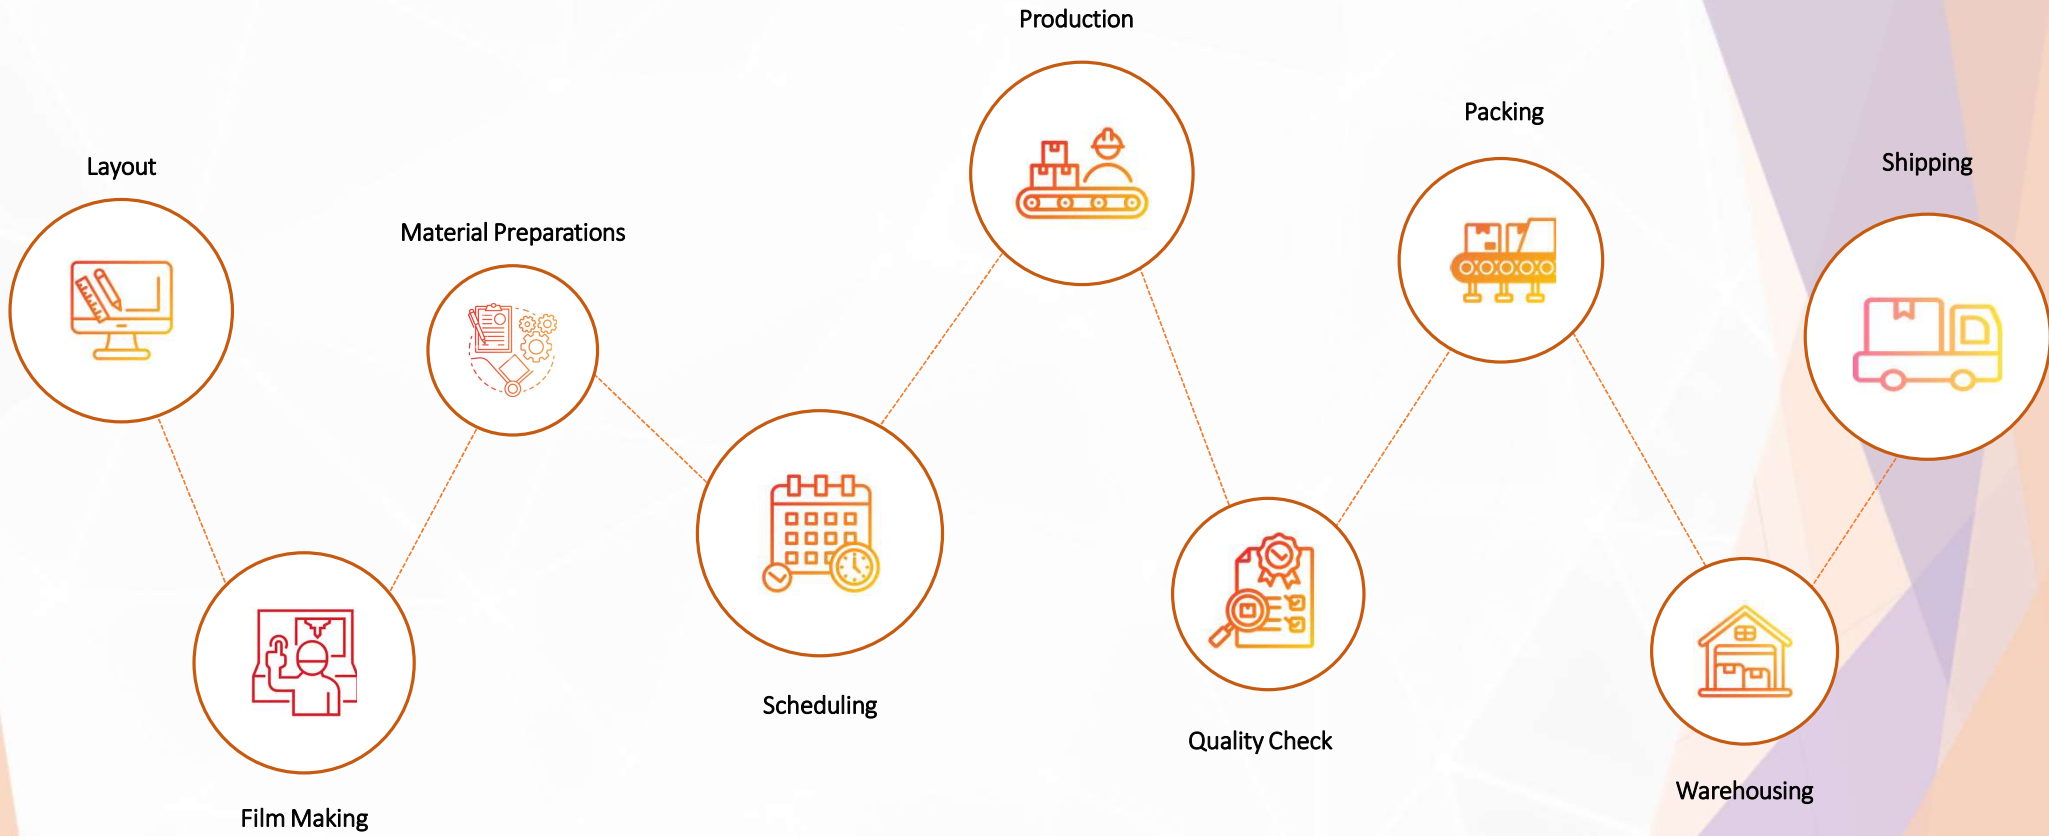 Layout
Film Making
Material Preparations
Scheduling
Production
Quality Check
Packing
Warehousing
Shipping